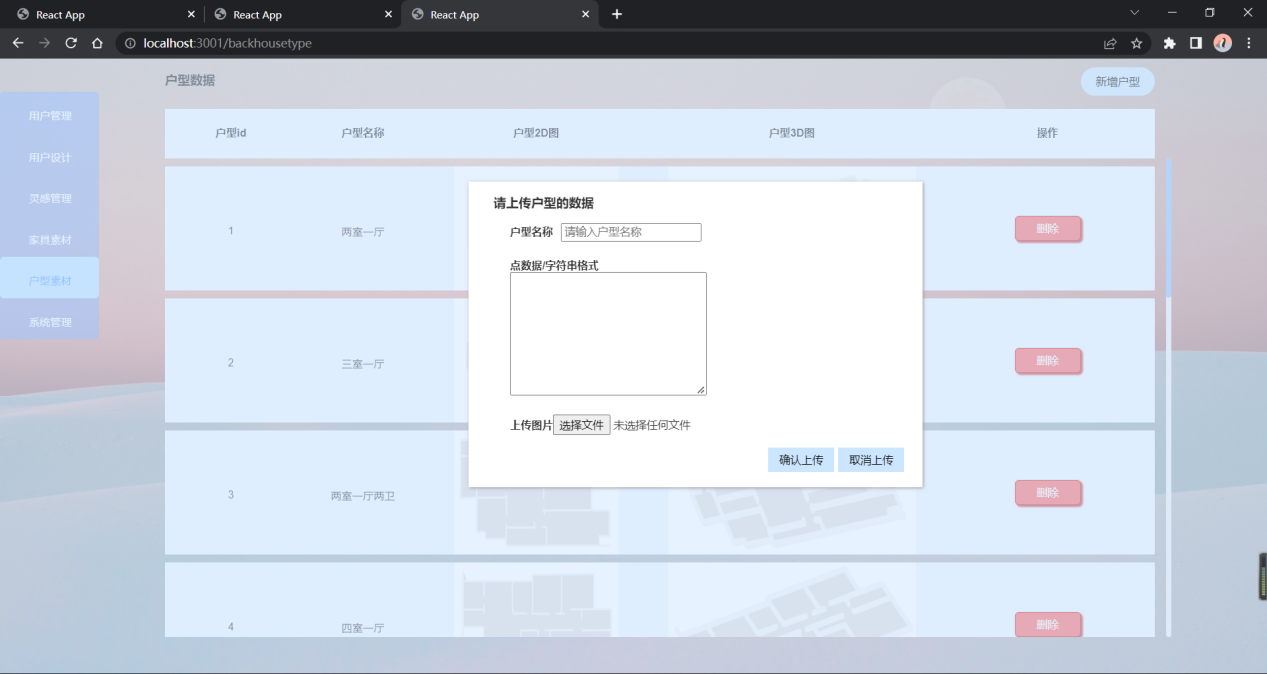 React App
React App
React App
localhost:3001/backhousetype
户型数据
新增户型
用户管理
用户设计
灵感管理
家具素材
户型素材
系统管理
户型id 户型名称 户型2D图 户型3D图 操作
1 两室一厅 删除
2 三室一厅 删除
3 两室一厅两卫 删除
4 四室一厅 删除
请上传户型的数据
户型名称 请输入户型名称
点数据/字符串格式
上传图片 选择文件 未选择任何文件
确认上传 取消上传